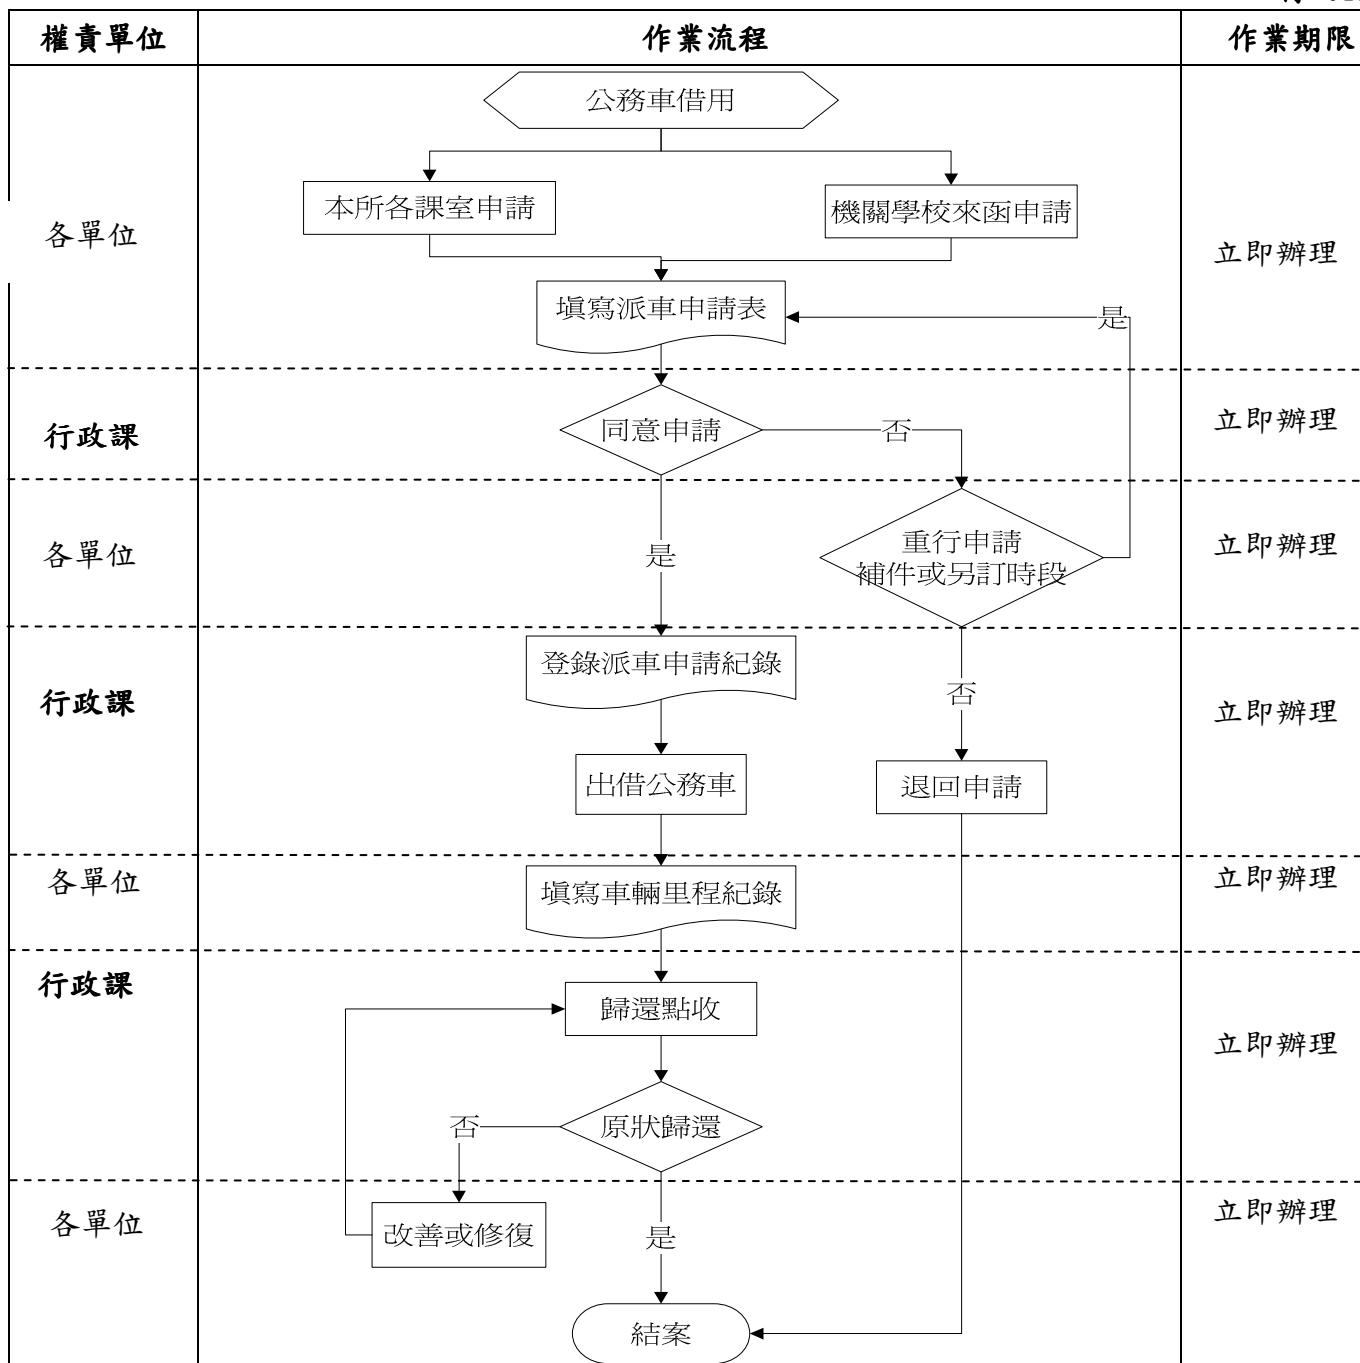 權責單位
作業流程
作業期限
公務車借用
本所各課室申請
機關學校來函申請
各單位
立即辦理
填寫派車申請表
是
行政課
同意申請
否
立即辦理
各單位
是
重行申請
補件或另訂時段
立即辦理
行政課
登錄派車申請紀錄
否
立即辦理
出借公務車
退回申請
各單位
填寫車輛里程紀錄
立即辦理
行政課
歸還點收
立即辦理
原狀歸還
否
各單位
改善或修復
是
立即辦理
結案